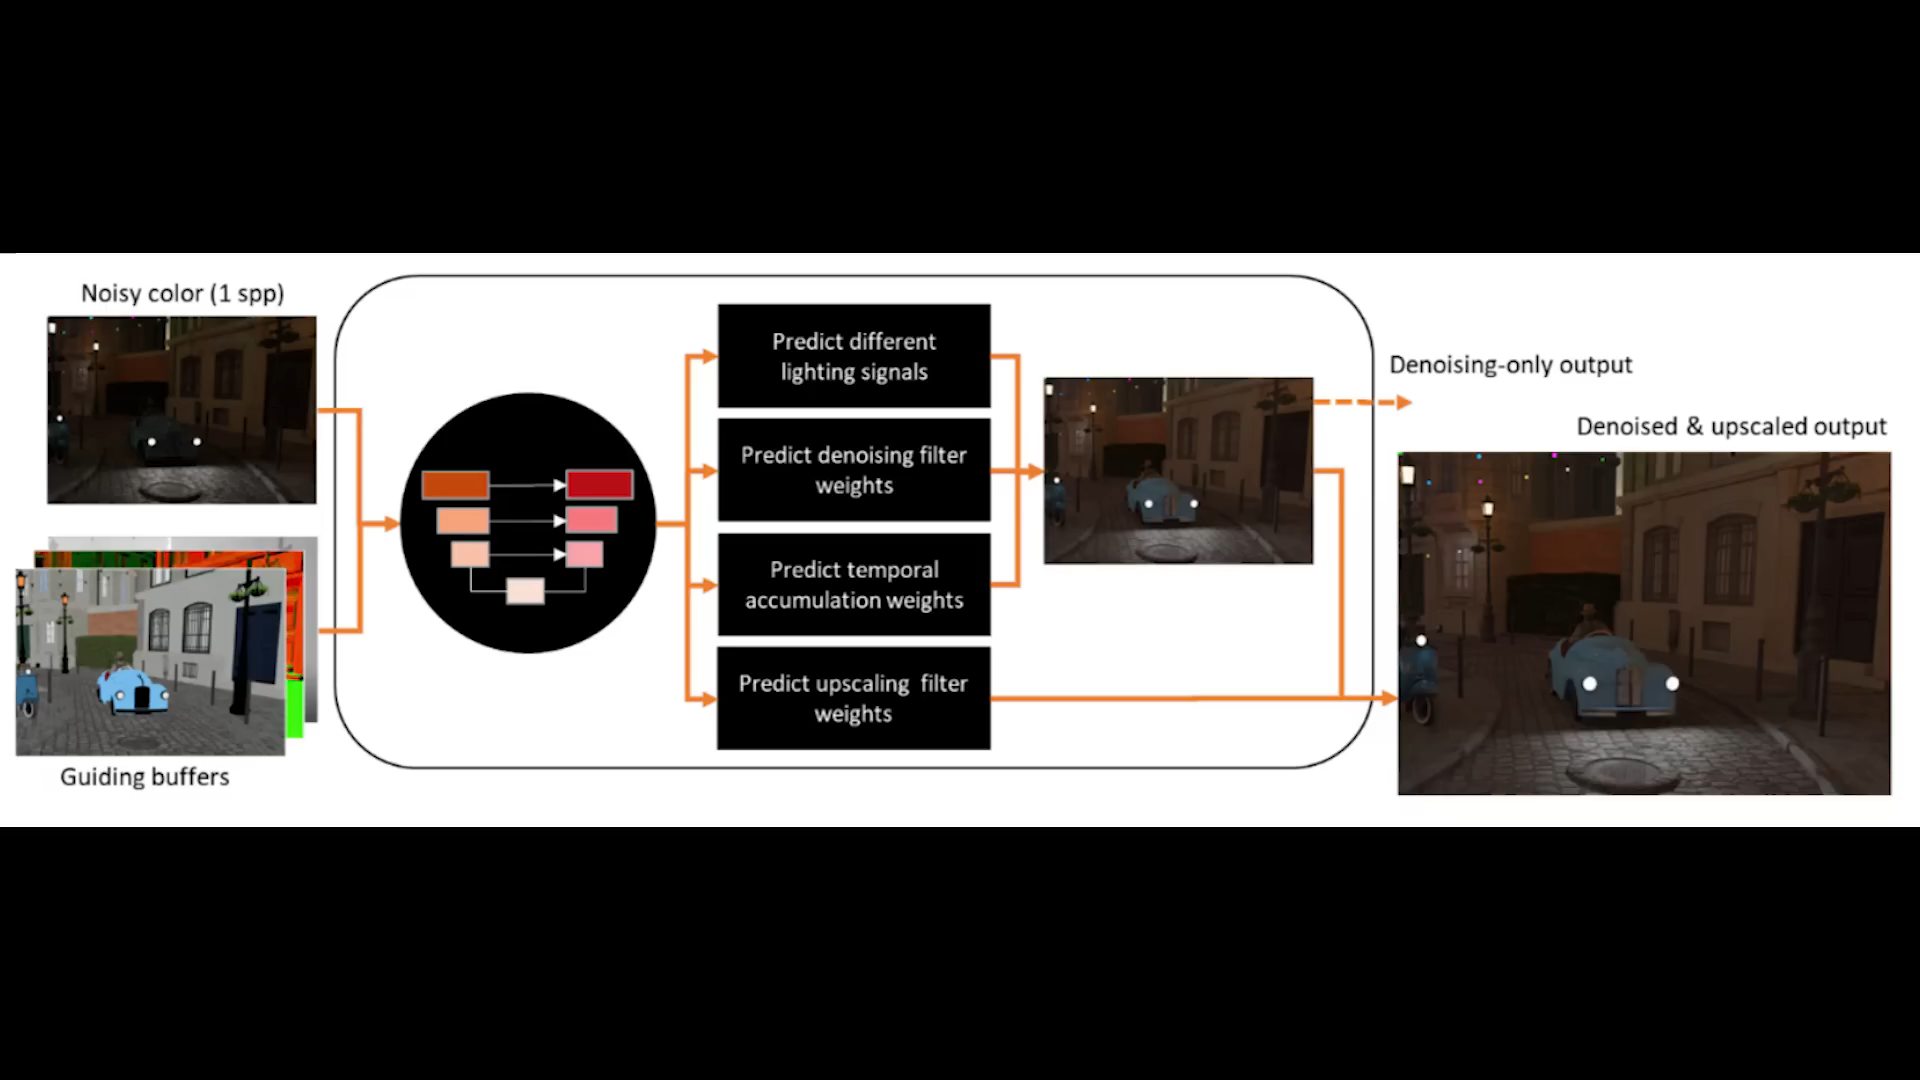 Noisy color (1 spp)
Guiding buffers
Predict different
lighting signals
Predict denoising filter
weights
Predict temporal
accumulation weights
Predict upscaling filter
weights
Denoising-only output
Denoised & upscaled output